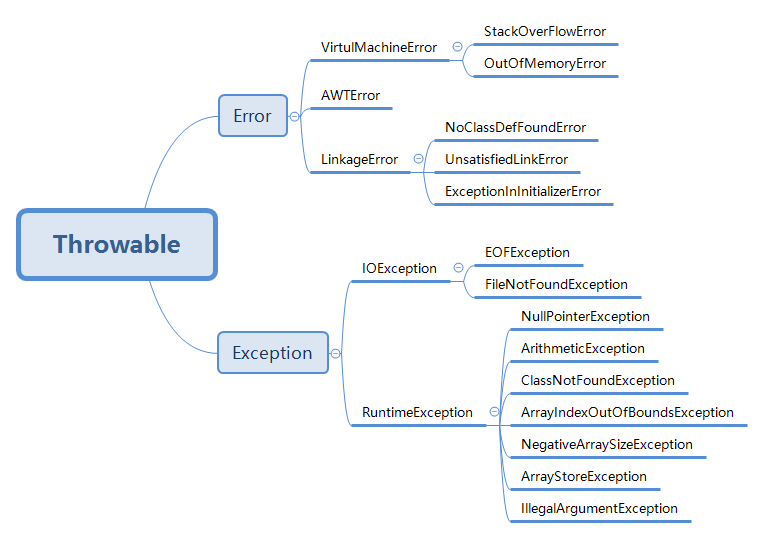 Throwable
Error
VirtulMachineError
StackOverFlowError
OutOfMemoryError
AWTError
LinkageError
NoClassDefFoundError
UnsatisfiedLinkError
ExceptionInInitializerError
Exception
IOException
EOFException
FileNotFoundException
RuntimeException
NullPointerException
ArithmeticException
ClassNotFoundException
ArrayIndexOutOfBoundsException
NegativeArraySizeException
ArrayStoreException
IllegalArgumentException